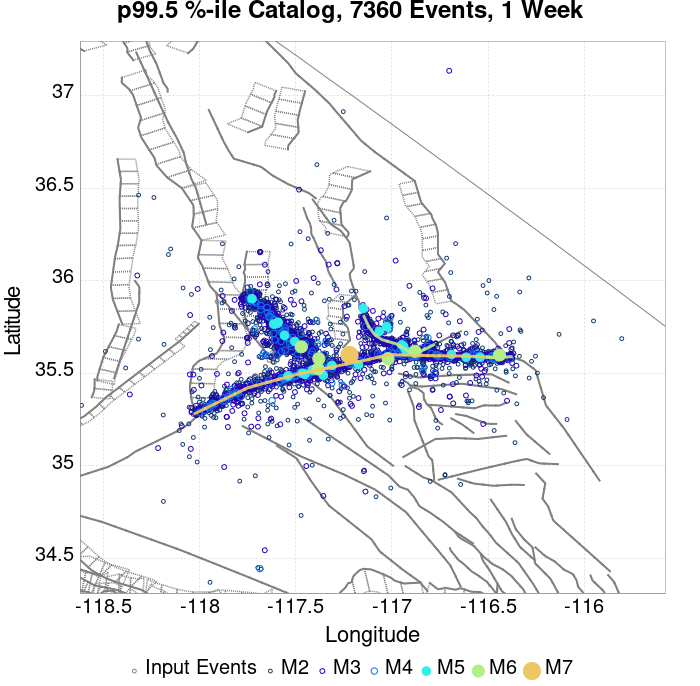 p99.5 %-ile Catalog, 7360 Events, 1 Week
37
36.5
36
35.5
35
34.5
Latitude
-118.5 -118 -117.5 -117 -116.5 -116
Longitude
Input Events M2 M3 M4 M5 M6 M7